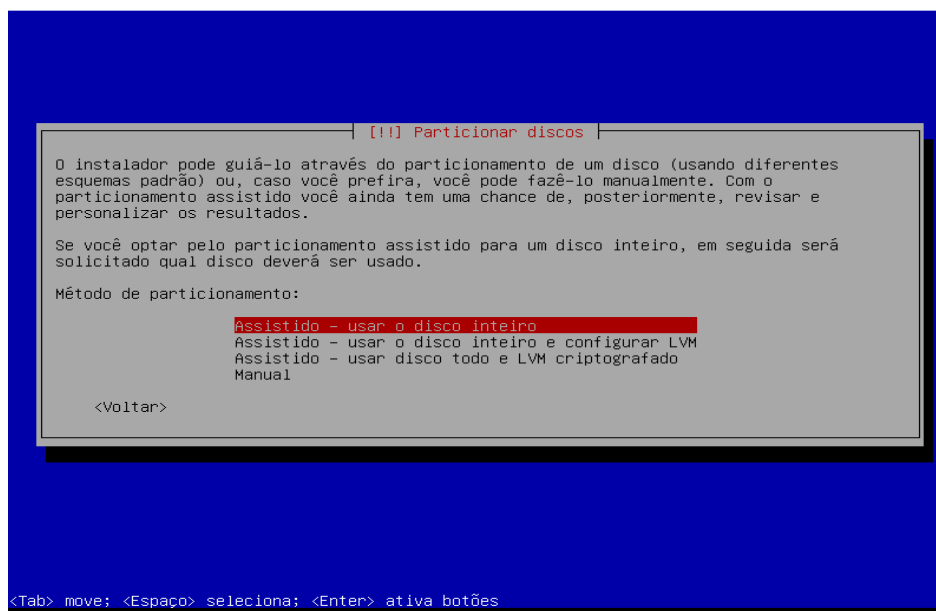 [!!] Particionar discos
O instalador pode guiá-lo através do particionamento de um disco (usando diferentes
esquemas padrão) ou, caso você prefira, você pode fazê-lo manualmente. Com o
particionamento assistido você ainda tem uma chance de, posteriormente, revisar e
personalizar os resultados.
Se você optar pelo particionamento assistido para um disco inteiro, em seguida será
solicitado qual disco deverá ser usado.
Método de particionamento:
Assistido – usar o disco inteiro
Assistido – usar o disco inteiro e configurar LVM
Assistido – usar disco todo e LVM criptografado
Manual
<Voltar>
<Tab> move; <Espaço> seleciona; <Enter> ativa botões